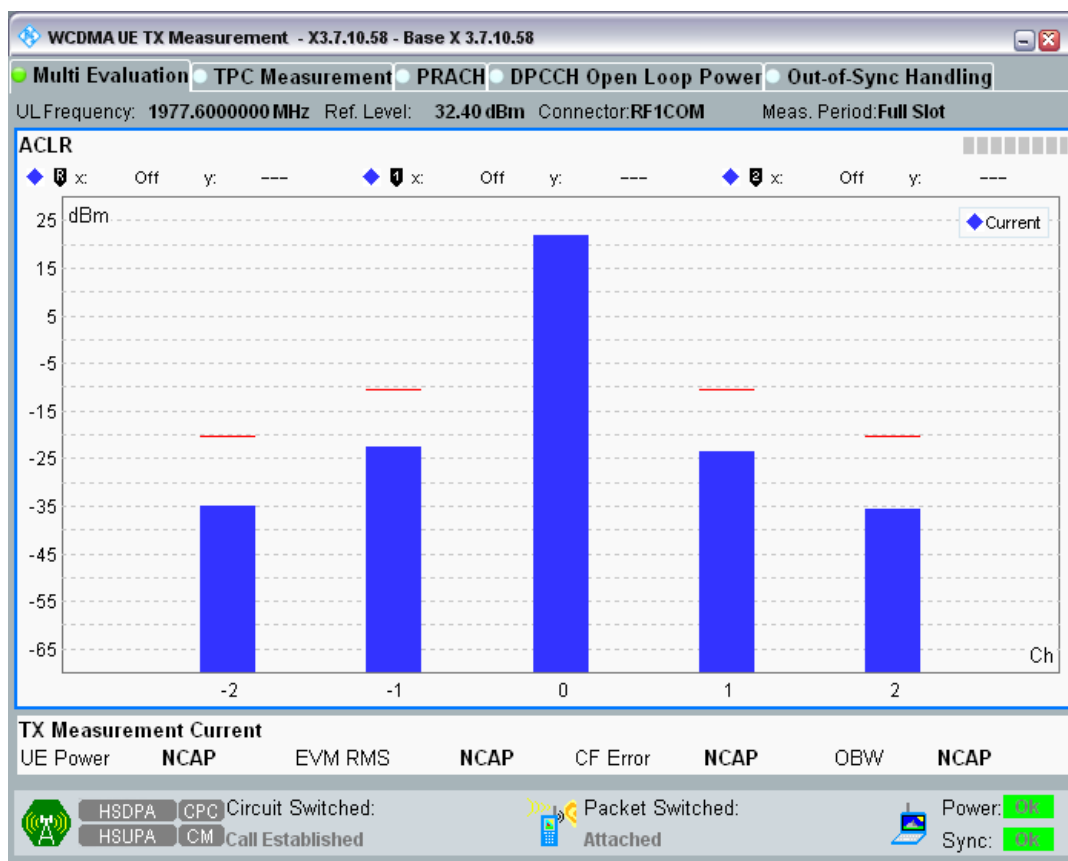 WCDMA UE TX Measurement - X3.7.10.58 - Base X 3.7.10.58
Multi Evaluation TPC Measurement PRACH DPCCH Open Loop Power Out-of-Sync Handling
UL Frequency: 1977.6000000 MHz Ref. Level: 32.40 dBm Connector:RF1COM Meas. Period:Full Slot
ACLR
R x: Off y: --- 1 x: Off y: --- 2 x: Off y: ---
dBm
Current
25
15
5
-5
-15
-25
-35
-45
-55
-65
Ch
-2 -1 0 1 2
TX Measurement Current
UE Power NCAP EVM RMS NCAP CF Error NCAP OBW NCAP
HSDPA CPC Circuit Switched: Packet Switched: Power: Ok
HSUPA CM Call Established Attached Sync: Ok